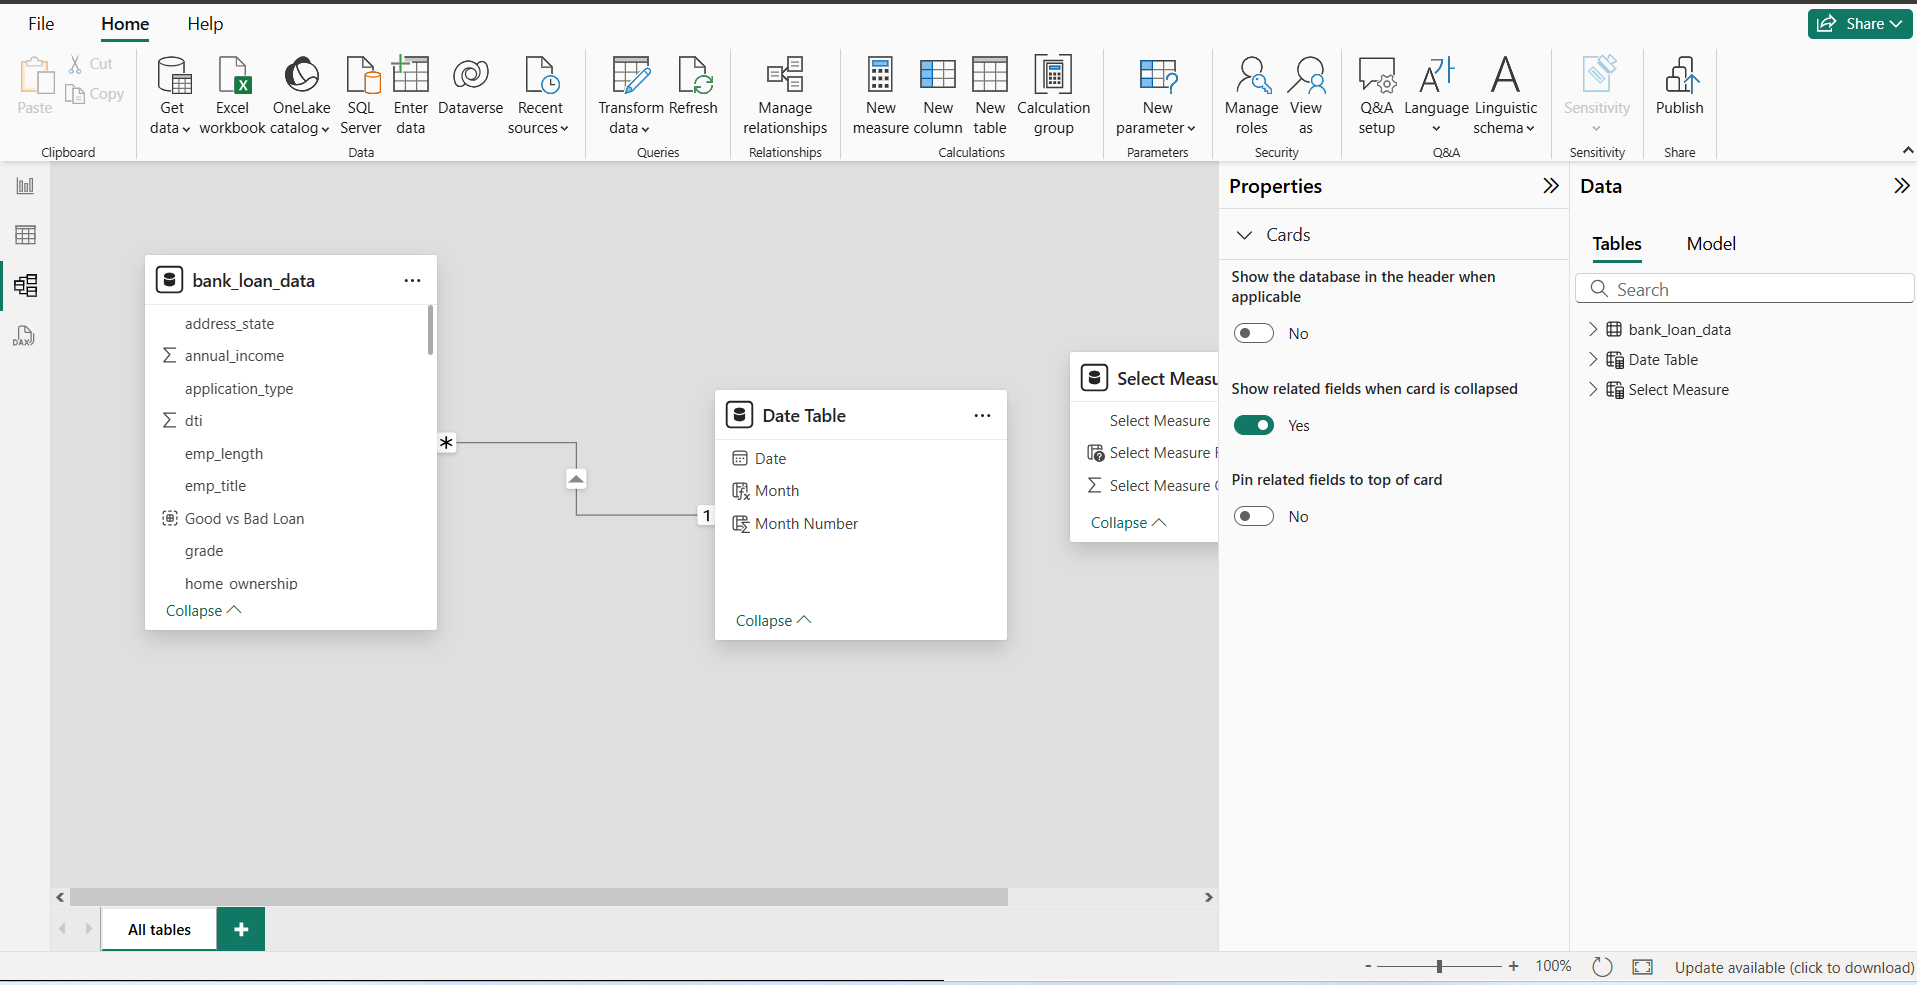 File Home Help
Share
Paste
Cut
Copy
Clipboard
Get data
Excel workbook
OneLake catalog
SQL Server
Enter data
Dataverse
Recent sources
Data
Transform data
Refresh
Queries
Manage relationships
Relationships
New measure
New column
New table
Calculation group
Calculations
New parameter
Parameters
Manage roles
View as
Security
Q&A setup
Language
Linguistic schema
Q&A
Sensitivity
Sensitivity
Publish
Share
DAX
bank_loan_data
address_state
Σ annual_income
application_type
Σ dti
emp_length
emp_title
Good vs Bad Loan
grade
home_ownership
Collapse
*
1
Date Table
Date
Month
Month Number
Collapse
Select Measu
Select Measure
Select Measure F
Σ Select Measure
Collapse
Properties
Cards
Show the database in the header when
applicable
No
Show related fields when card is collapsed
Yes
Pin related fields to top of card
No
Data
Tables Model
Search
bank_loan_data
Date Table
Select Measure
All tables
+
- + 100%
Update available (click to download)